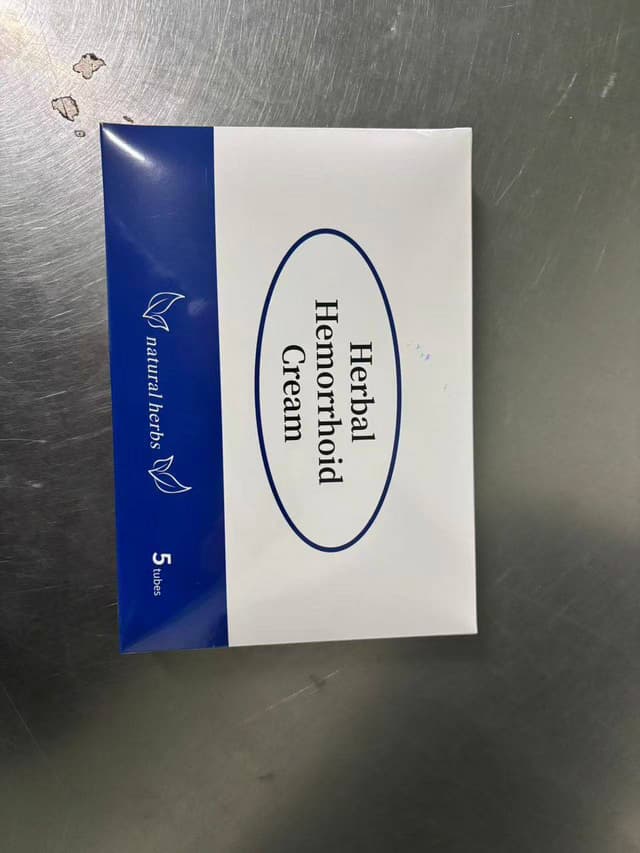 Herbal
Hemorrhoid
Cream
natural herbs
5 tubes